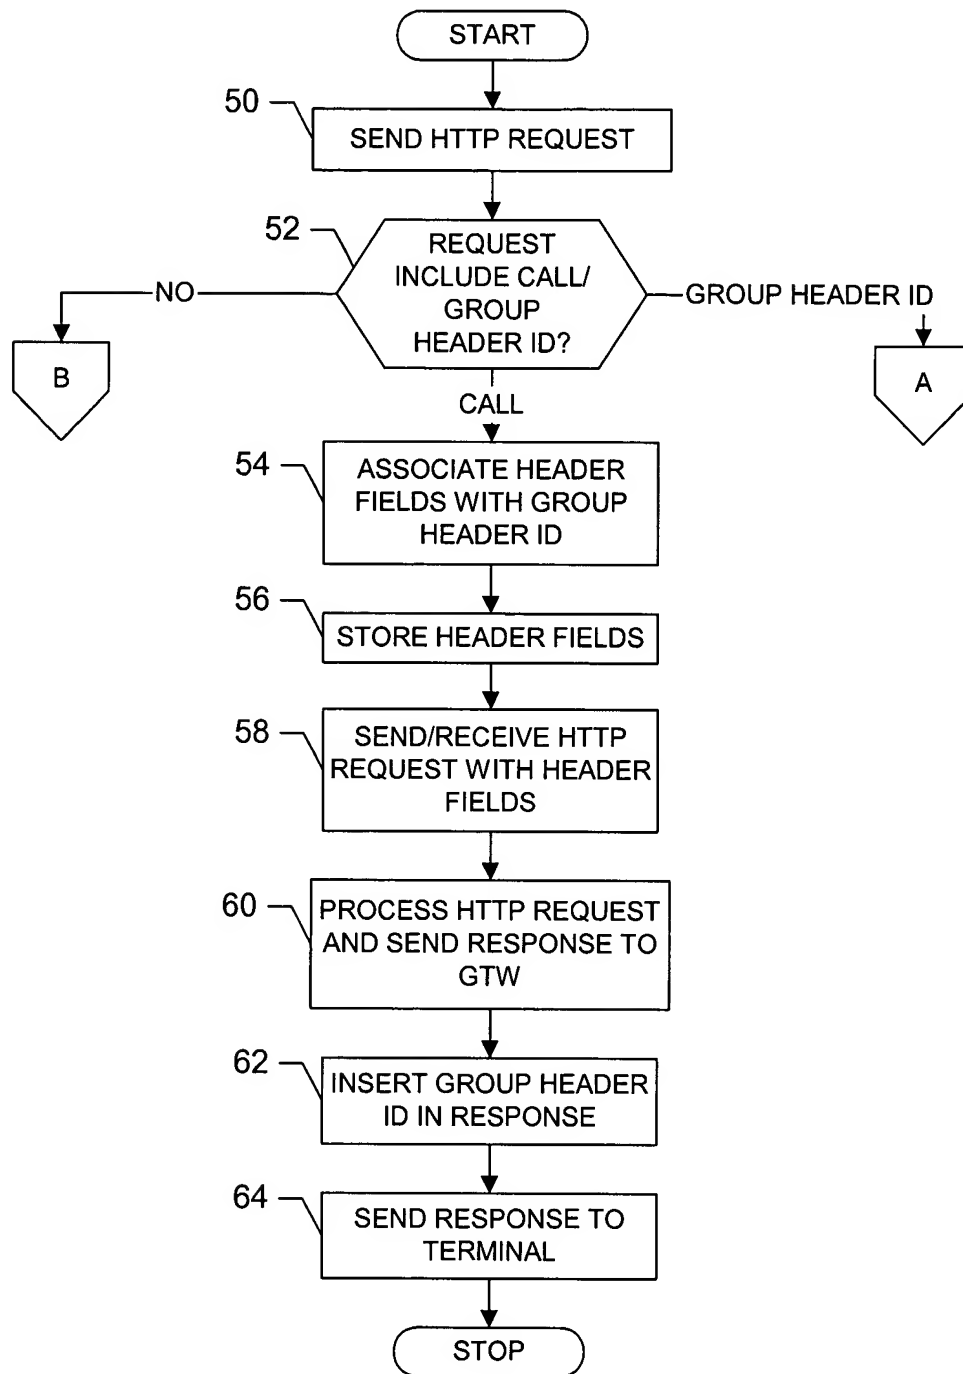 START
50
SEND HTTP REQUEST
52
REQUEST
INCLUDE CALL/
GROUP
HEADER ID?
NO
GROUP HEADER ID
B
A
CALL
54
ASSOCIATE HEADER
FIELDS WITH GROUP
HEADER ID
56
STORE HEADER FIELDS
58
SEND/RECEIVE HTTP
REQUEST WITH HEADER
FIELDS
60
PROCESS HTTP REQUEST
AND SEND RESPONSE TO
GTW
62
INSERT GROUP HEADER
ID IN RESPONSE
64
SEND RESPONSE TO
TERMINAL
STOP